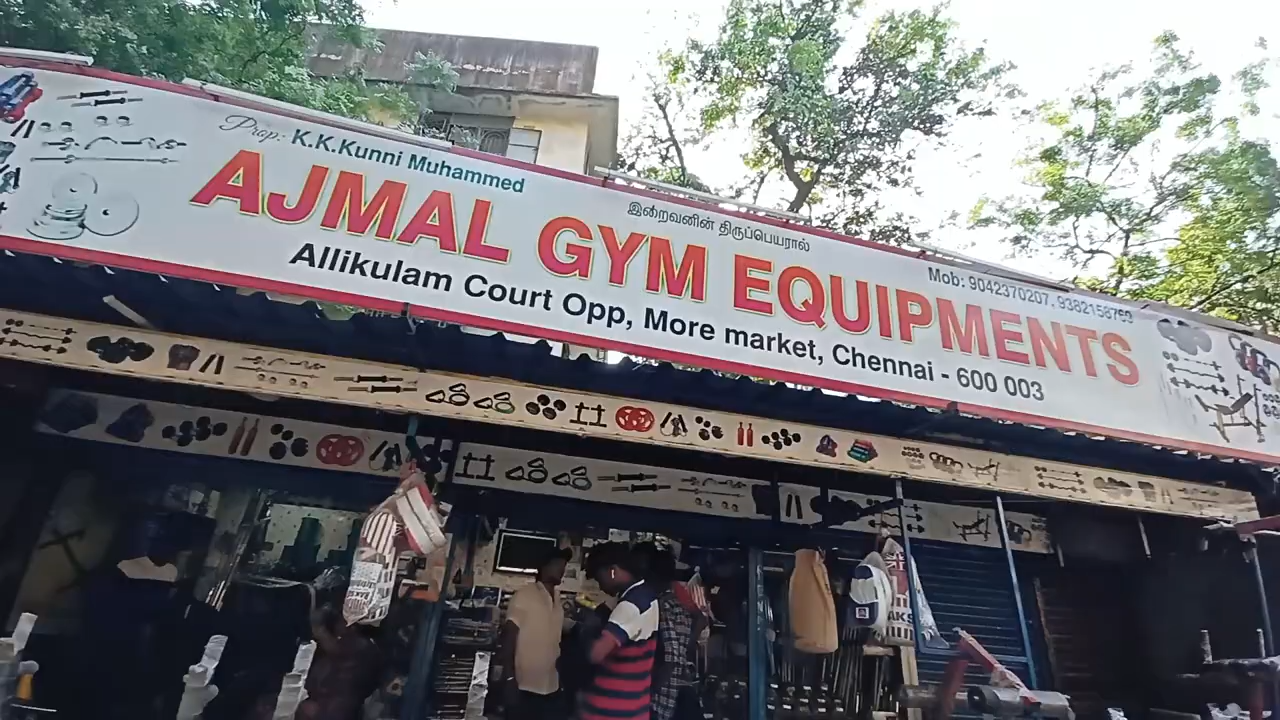 Prop: K.K.Kunni Muhammed
இறைவனின் திருப்பெயரால்
Mob: 9042370207, 9382158799
AJMAL GYM EQUIPMENTS
Allikulam Court Opp, More market, Chennai - 600 003